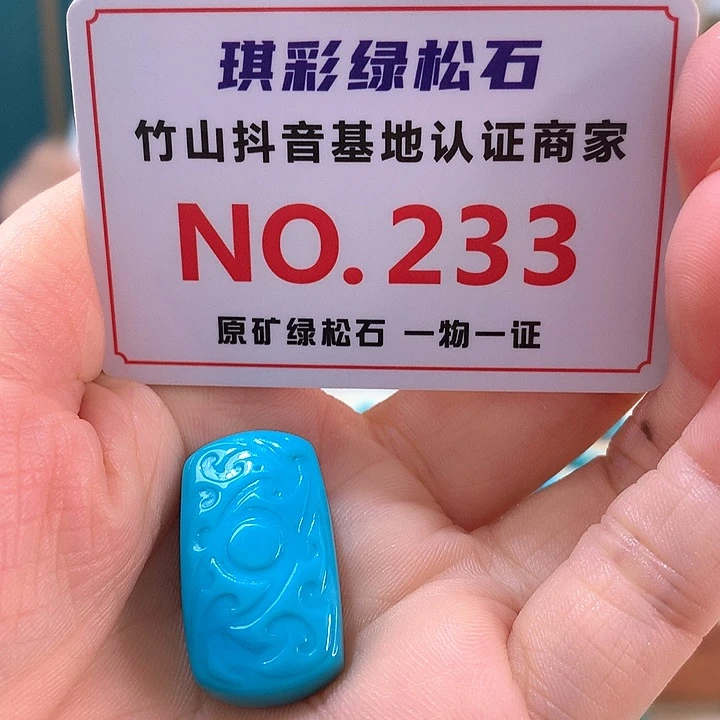 琪彩绿松石
竹山抖音基地认证商家
NO.233
原矿绿松石 一物一证